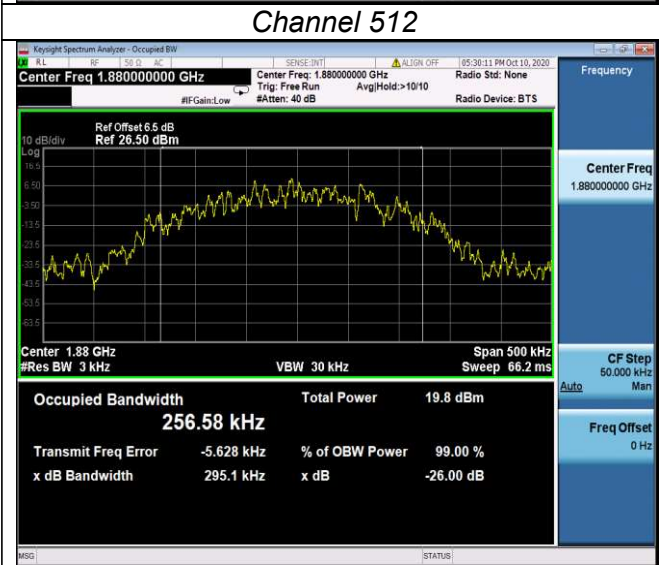 Channel 512
Keysight Spectrum Analyzer - Occupied BW
RL RF 50 Ω AC SENSE:INT ALIGN OFF 05:30:11 PM Oct 10, 2020
Center Freq 1.880000000 GHz Center Freq: 1.880000000 GHz Radio Std: None Frequency
Trig: Free Run Avg|Hold:>10/10
#IFGain:Low #Atten: 40 dB Radio Device: BTS
Ref Offset 6.5 dB
10 dB/div Ref 26.50 dBm
Log
16.5
6.50
-3.50
-13.5
-23.5
-33.5
-43.5
-53.5
-63.5
Center Freq
1.880000000 GHz
Center 1.88 GHz Span 500 kHz
#Res BW 3 kHz VBW 30 kHz Sweep 66.2 ms
CF Step
50.000 kHz
Auto Man
Occupied Bandwidth Total Power 19.8 dBm
256.58 kHz
Transmit Freq Error -5.628 kHz % of OBW Power 99.00 %
x dB Bandwidth 295.1 kHz x dB -26.00 dB
Freq Offset
0 Hz
MSG STATUS